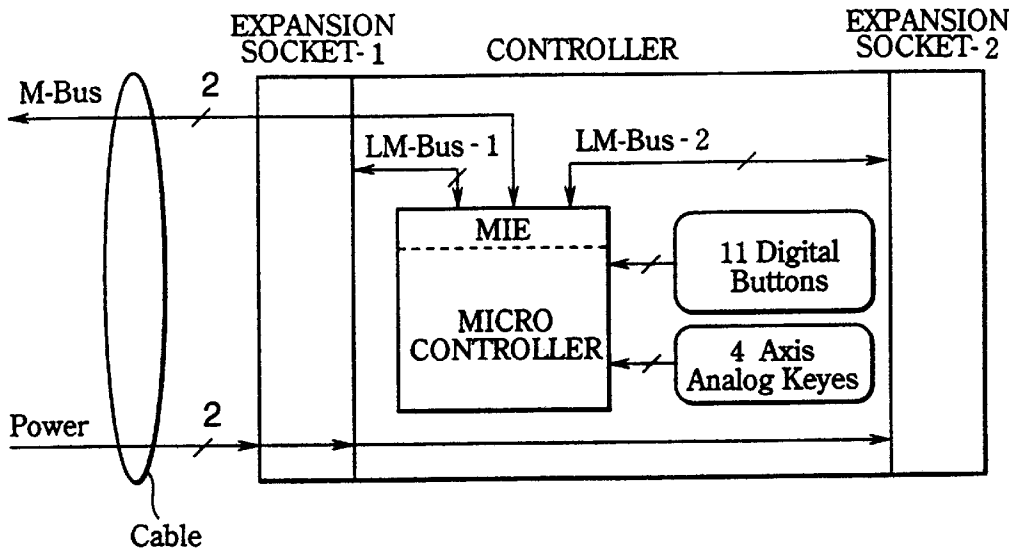 EXPANSION
SOCKET-1
CONTROLLER
EXPANSION
SOCKET-2
M-Bus
2
LM-Bus-1
LM-Bus-2
MIE
MICRO
CONTROLLER
11 Digital
Buttons
4 Axis
Analog Keyes
Power
2
Cable